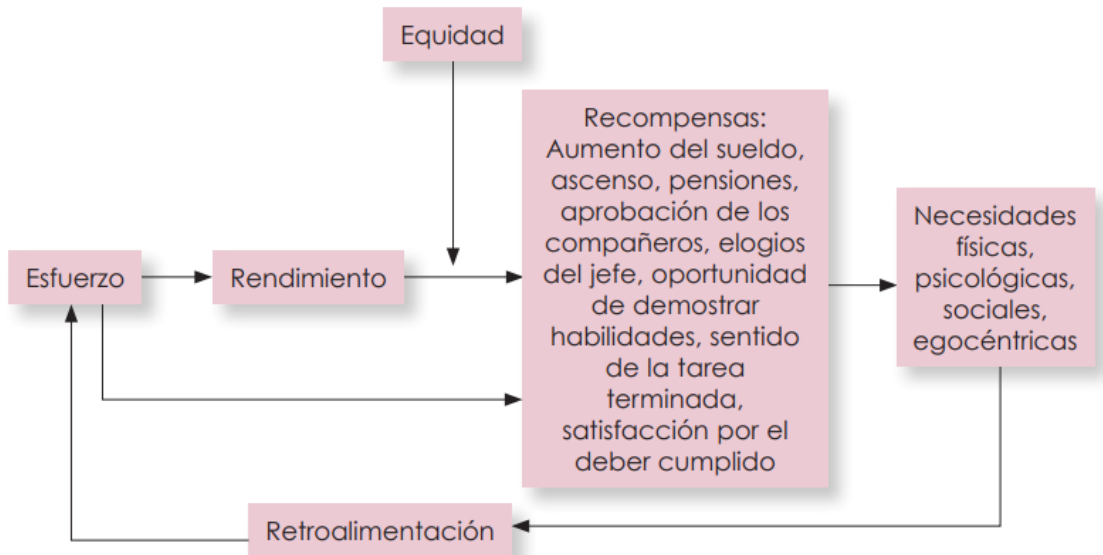 Equidad
Esfuerzo
Rendimiento
Recompensas:
Aumento del sueldo,
ascenso, pensiones,
aprobación de los
compañeros, elogios
del jefe, oportunidad
de demostrar
habilidades, sentido
de la tarea
terminada,
satisfacción por el
deber cumplido
Necesidades
físicas,
psicológicas,
sociales,
egocéntricas
Retroalimentación